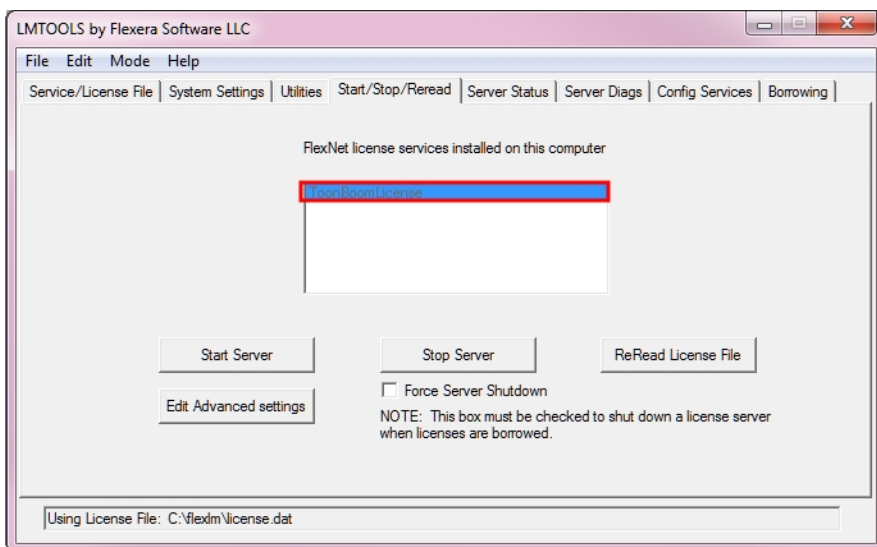 LMTOOLS by Flexera Software LLC
File Edit Mode Help
Service/License File System Settings Utilities Start/Stop/Reread Server Status Server Diags Config Services Borrowing
FlexNet license services installed on this computer
ToonBoomLicense
Start Server Stop Server ReRead License File
Force Server Shutdown
Edit Advanced settings
NOTE: This box must be checked to shut down a license server
when licenses are borrowed.
Using License File: C:\flexlm\license.dat